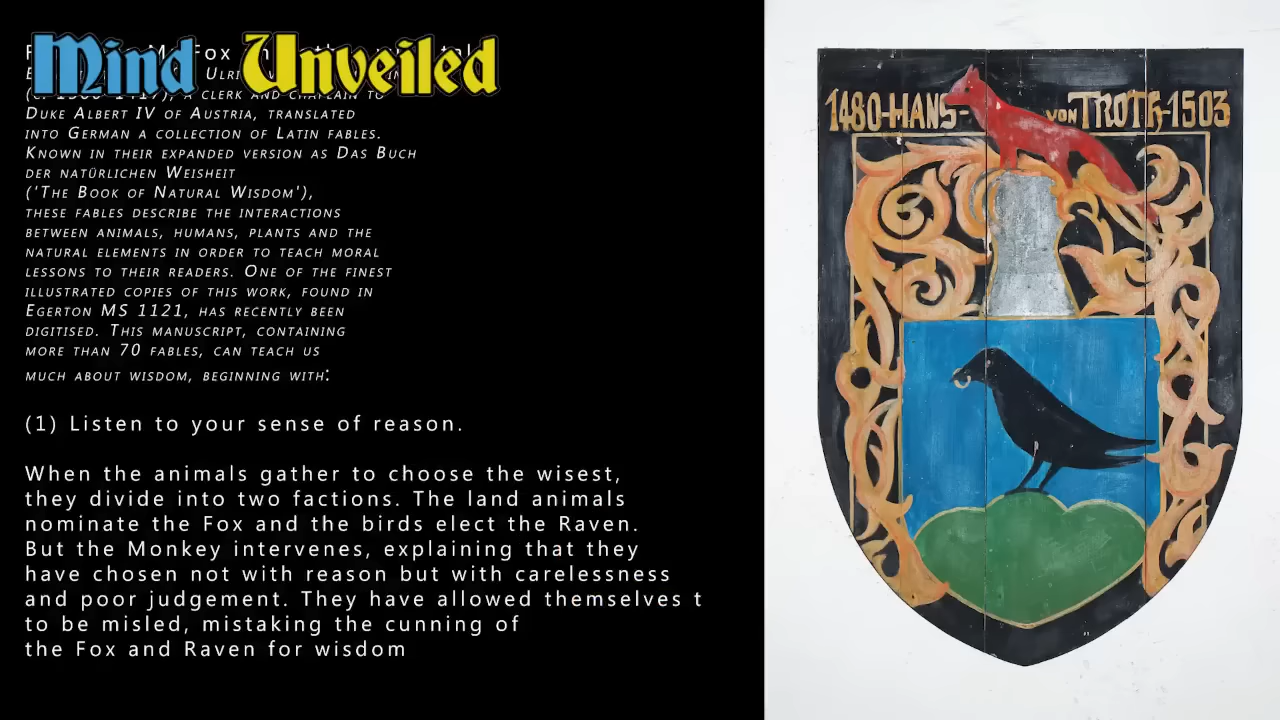 Mind Unveiled
Fox
(c. 1360–1417), A CLERK AND CHAPLAIN TO
DUKE ALBERT IV OF AUSTRIA, TRANSLATED
INTO GERMAN A COLLECTION OF LATIN FABLES.
KNOWN IN THEIR EXPANDED VERSION AS DAS BUCH
DER NATÜRLICHEN WEISHEIT
('THE BOOK OF NATURAL WISDOM'),
THESE FABLES DESCRIBE THE INTERACTIONS
BETWEEN ANIMALS, HUMANS, PLANTS AND THE
NATURAL ELEMENTS IN ORDER TO TEACH MORAL
LESSONS TO THEIR READERS. ONE OF THE FINEST
ILLUSTRATED COPIES OF THIS WORK, FOUND IN
EGERTON MS 1121, HAS RECENTLY BEEN
DIGITISED. THIS MANUSCRIPT, CONTAINING
MORE THAN 70 FABLES, CAN TEACH US
MUCH ABOUT WISDOM, BEGINNING WITH:
(1) Listen to your sense of reason.
When the animals gather to choose the wisest,
they divide into two factions. The land animals
nominate the Fox and the birds elect the Raven.
But the Monkey intervenes, explaining that they
have chosen not with reason but with carelessness
and poor judgement. They have allowed themselves t
to be misled, mistaking the cunning of
the Fox and Raven for wisdom
1480-HANS- VON TROTH-1503